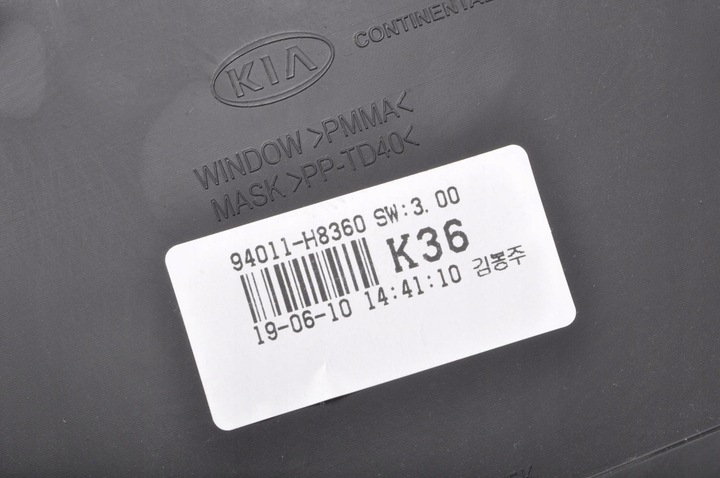 KIA
CONTINENTAL
WINDOW >PMMA<
MASK >PP-TD40<
94011-H8360 SW:3.00
K36
19-06-10 14:41:10 김봉주